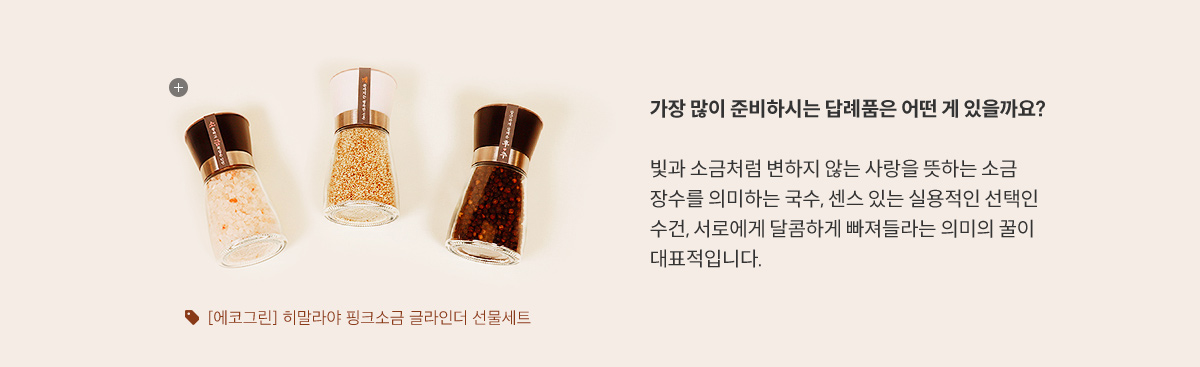 가장 많이 준비하시는 답례품은 어떤 게 있을까요?
빛과 소금처럼 변하지 않는 사랑을 뜻하는 소금
장수를 의미하는 국수, 센스 있는 실용적인 선택인
수건, 서로에게 달콤하게 빠져들라는 의미의 꿀이
대표적입니다.
[에코그린] 히말라야 핑크소금 글라인더 선물세트